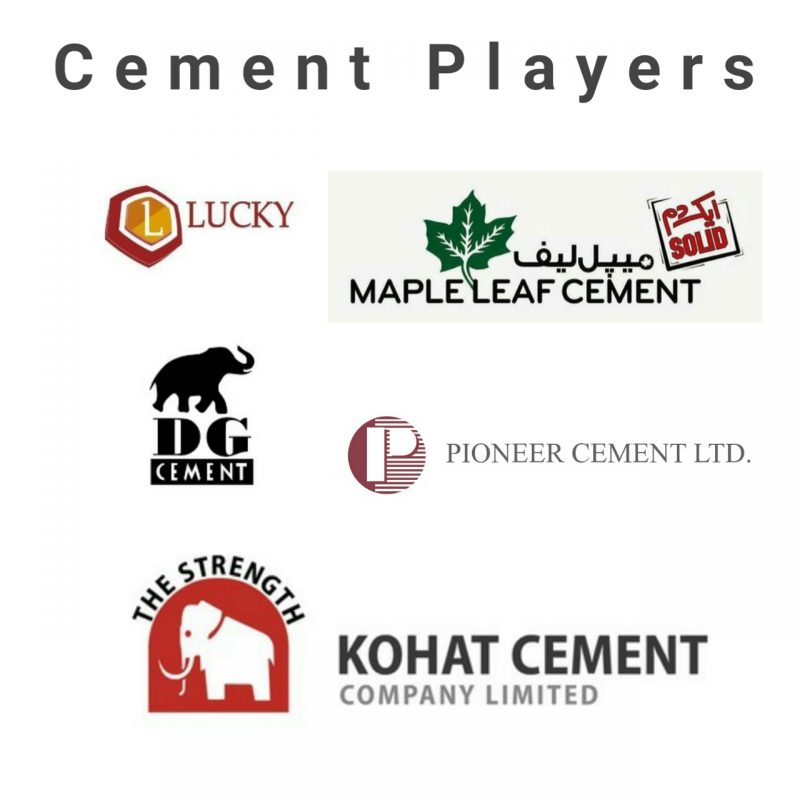 Cement Players
L LUCKY
میپل لیف
MAPLE LEAF CEMENT
ایکدم
SOLID
DG
CEMENT
P PIONEER CEMENT LTD.
THE STRENGTH
KOHAT CEMENT
COMPANY LIMITED